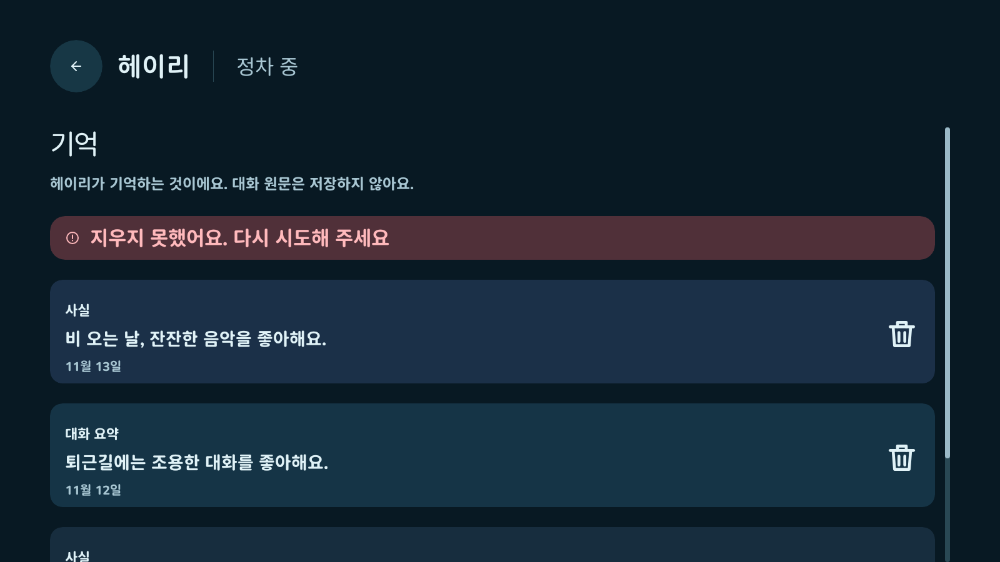 헤이리
정차 중
기억
헤이리가 기억하는 것이에요. 대화 원문은 저장하지 않아요.
지우지 못했어요. 다시 시도해 주세요
사실
비 오는 날, 잔잔한 음악을 좋아해요.
11월 13일
대화 요약
퇴근길에는 조용한 대화를 좋아해요.
11월 12일
사실